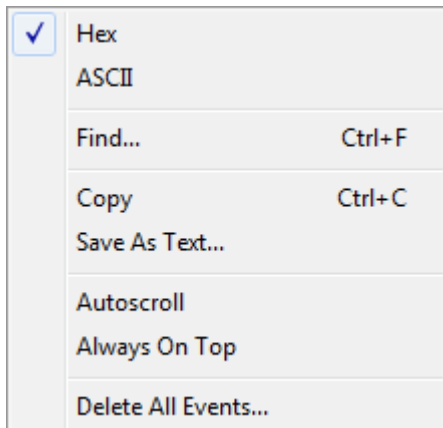 Hex
ASCII
Find... Ctrl+F
Copy Ctrl+C
Save As Text...
Autoscroll
Always On Top
Delete All Events...